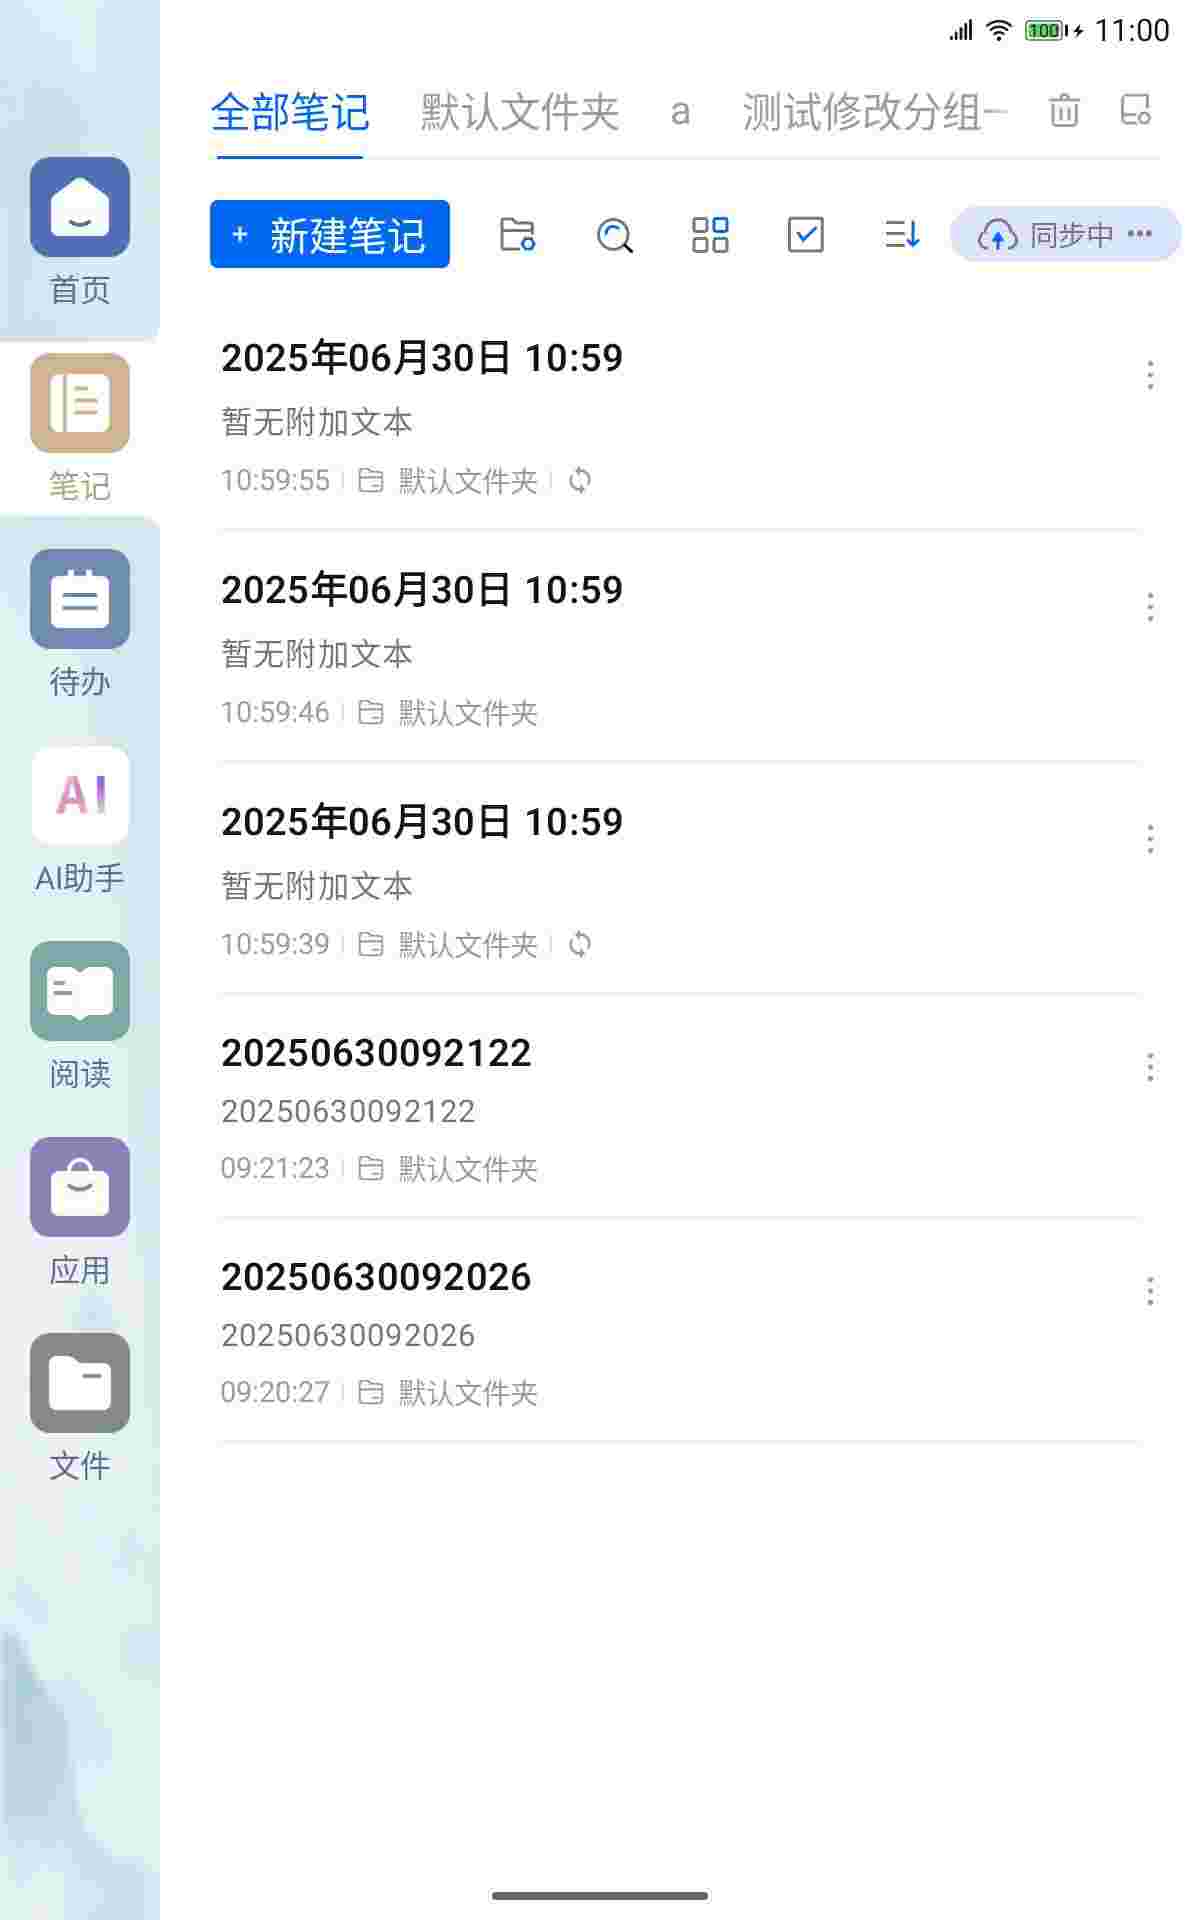 100 11:00
全部笔记 默认文件夹 a 测试修改分组一
+ 新建笔记 同步中 ···
首页
笔记
待办
AI
AI助手
阅读
应用
文件
2025年06月30日 10:59
暂无附加文本
10:59:55 默认文件夹
2025年06月30日 10:59
暂无附加文本
10:59:46 默认文件夹
2025年06月30日 10:59
暂无附加文本
10:59:39 默认文件夹
20250630092122
20250630092122
09:21:23 默认文件夹
20250630092026
20250630092026
09:20:27 默认文件夹